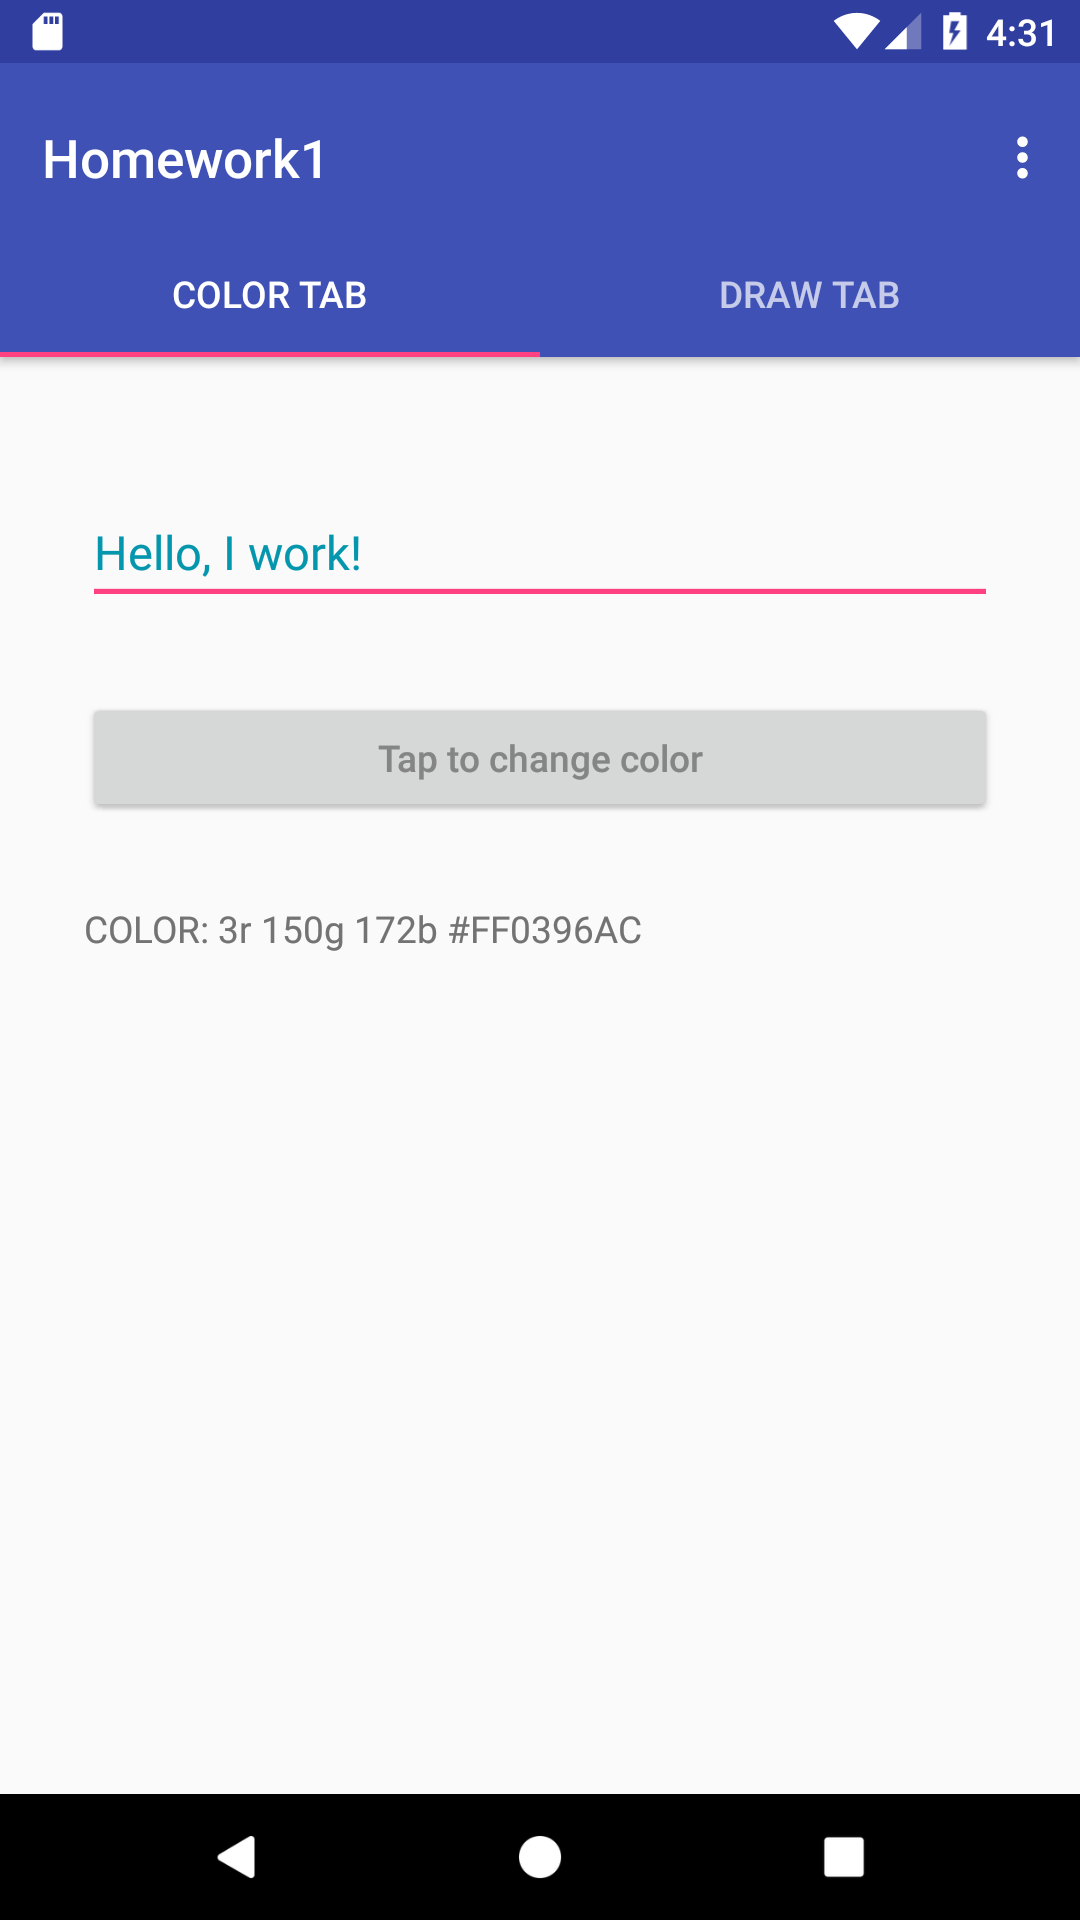 4:31
Homework1
COLOR TAB
DRAW TAB
Hello, I work!
Tap to change color
COLOR: 3r 150g 172b #FF0396AC